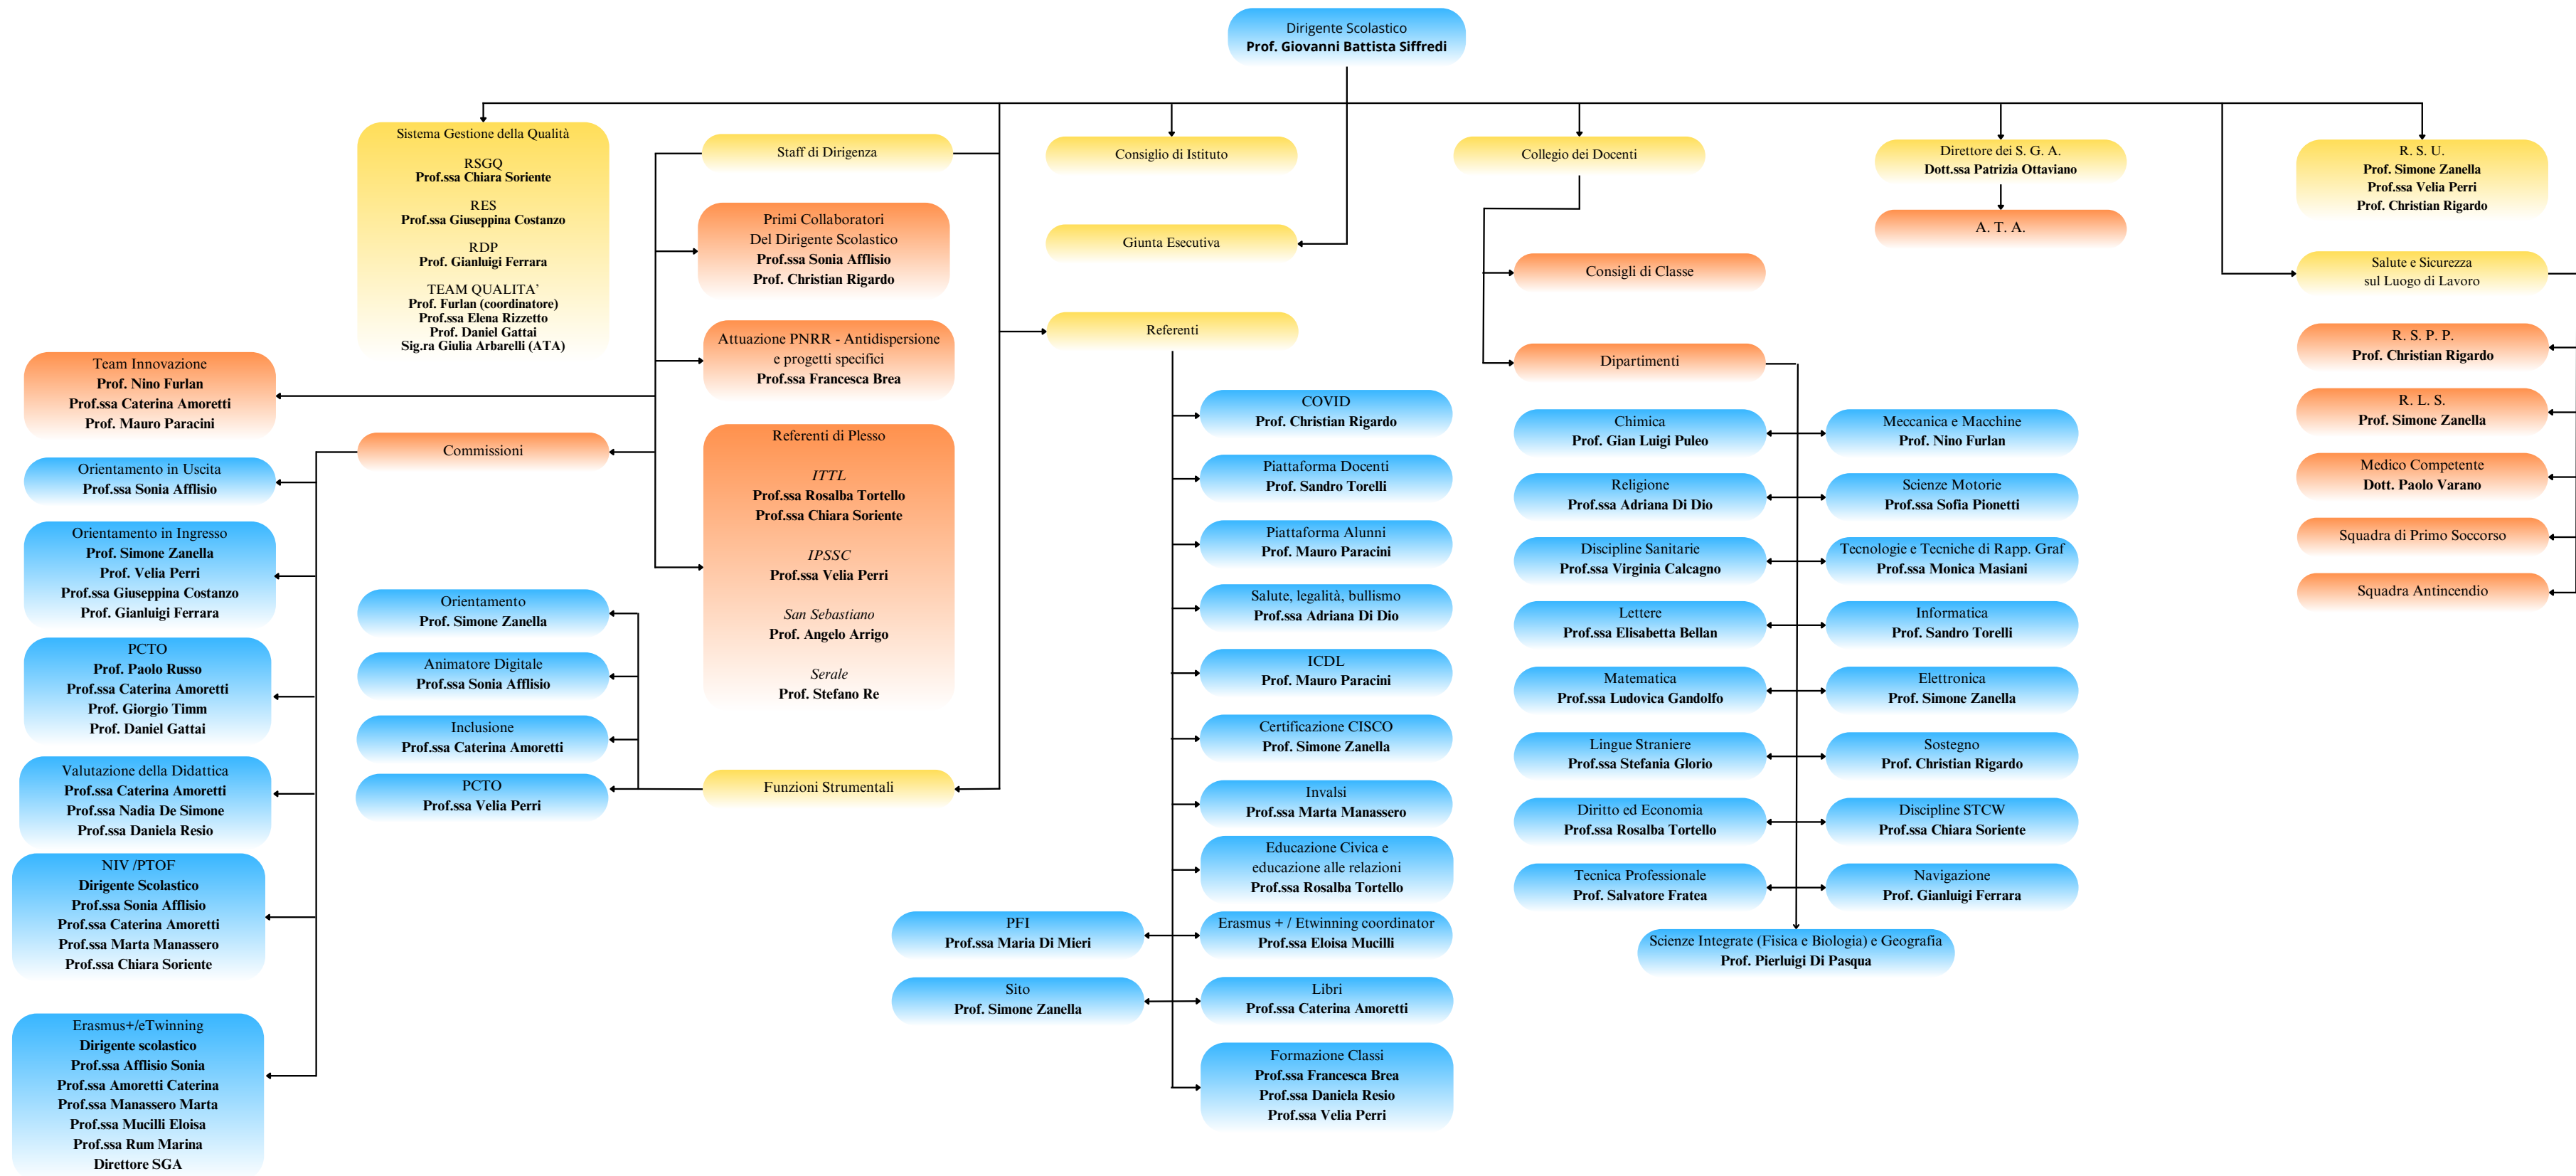 Dirigente Scolastico
Prof. Giovanni Battista Siffredi
Sistema Gestione della Qualità
RSGQ
Prof.ssa Chiara Soriente
RES
Prof.ssa Giuseppina Costanzo
RDP
Prof. Gianluigi Ferrara
TEAM QUALITA’
Prof. Furlan (coordinatore)
Prof.ssa Elena Rizzetto
Prof. Daniel Gattai
Sig.ra Giulia Arbarelli (ATA)
Staff di Dirigenza
Primi Collaboratori
Del Dirigente Scolastico
Prof.ssa Sonia Afflisio
Prof. Christian Rigardo
Attuazione PNRR - Antidispersione
e progetti specifici
Prof.ssa Francesca Brea
Referenti di Plesso
ITTL
Prof.ssa Rosalba Tortello
Prof.ssa Chiara Soriente
IPSSC
Prof.ssa Velia Perri
San Sebastiano
Prof. Angelo Arrigo
Serale
Prof. Stefano Re
Team Innovazione
Prof. Nino Furlan
Prof.ssa Caterina Amoretti
Prof. Mauro Paracini
Commissioni
Orientamento in Uscita
Prof.ssa Sonia Afflisio
Orientamento in Ingresso
Prof. Simone Zanella
Prof. Velia Perri
Prof.ssa Giuseppina Costanzo
Prof. Gianluigi Ferrara
PCTO
Prof. Paolo Russo
Prof.ssa Caterina Amoretti
Prof. Giorgio Timm
Prof. Daniel Gattai
Valutazione della Didattica
Prof.ssa Caterina Amoretti
Prof.ssa Nadia De Simone
Prof.ssa Daniela Resio
NIV /PTOF
Dirigente Scolastico
Prof.ssa Sonia Afflisio
Prof.ssa Caterina Amoretti
Prof.ssa Marta Manassero
Prof.ssa Chiara Soriente
Erasmus+/eTwinning
Dirigente scolastico
Prof.ssa Afflisio Sonia
Prof.ssa Amoretti Caterina
Prof.ssa Manassero Marta
Prof.ssa Mucilli Eloisa
Prof.ssa Rum Marina
Direttore SGA
Orientamento
Prof. Simone Zanella
Animatore Digitale
Prof.ssa Sonia Afflisio
Inclusione
Prof.ssa Caterina Amoretti
PCTO
Prof.ssa Velia Perri
Funzioni Strumentali
Consiglio di Istituto
Giunta Esecutiva
Referenti
COVID
Prof. Christian Rigardo
Piattaforma Docenti
Prof. Sandro Torelli
Piattaforma Alunni
Prof. Mauro Paracini
Salute, legalità, bullismo
Prof.ssa Adriana Di Dio
ICDL
Prof. Mauro Paracini
Certificazione CISCO
Prof. Simone Zanella
Invalsi
Prof.ssa Marta Manassero
Educazione Civica e
educazione alle relazioni
Prof.ssa Rosalba Tortello
PFI
Prof.ssa Maria Di Mieri
Erasmus + / Etwinning coordinator
Prof.ssa Eloisa Mucilli
Sito
Prof. Simone Zanella
Libri
Prof.ssa Caterina Amoretti
Formazione Classi
Prof.ssa Francesca Brea
Prof.ssa Daniela Resio
Prof.ssa Velia Perri
Collegio dei Docenti
Consigli di Classe
Dipartimenti
Chimica
Prof. Gian Luigi Puleo
Meccanica e Macchine
Prof. Nino Furlan
Religione
Prof.ssa Adriana Di Dio
Scienze Motorie
Prof.ssa Sofia Pionetti
Discipline Sanitarie
Prof.ssa Virginia Calcagno
Tecnologie e Tecniche di Rapp. Graf
Prof.ssa Monica Masiani
Lettere
Prof.ssa Elisabetta Bellan
Informatica
Prof. Sandro Torelli
Matematica
Prof.ssa Ludovica Gandolfo
Elettronica
Prof. Simone Zanella
Lingue Straniere
Prof.ssa Stefania Glorio
Sostegno
Prof. Christian Rigardo
Diritto ed Economia
Prof.ssa Rosalba Tortello
Discipline STCW
Prof.ssa Chiara Soriente
Tecnica Professionale
Prof. Salvatore Fratea
Navigazione
Prof. Gianluigi Ferrara
Scienze Integrate (Fisica e Biologia) e Geografia
Prof. Pierluigi Di Pasqua
Direttore dei S. G. A.
Dott.ssa Patrizia Ottaviano
A. T. A.
R. S. U.
Prof. Simone Zanella
Prof.ssa Velia Perri
Prof. Christian Rigardo
Salute e Sicurezza
sul Luogo di Lavoro
R. S. P. P.
Prof. Christian Rigardo
R. L. S.
Prof. Simone Zanella
Medico Competente
Dott. Paolo Varano
Squadra di Primo Soccorso
Squadra Antincendio